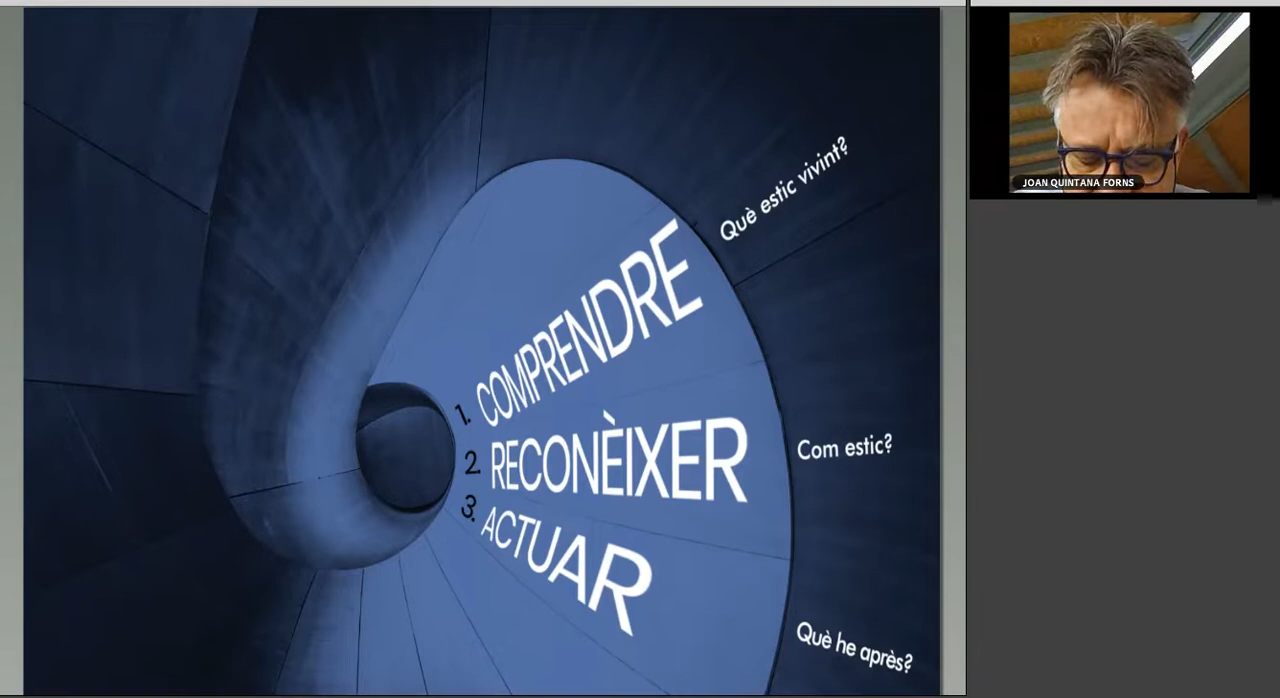 1. COMPRENDRE
Què estic vivint?
2. RECONÈIXER
Com estic?
3. ACTUAR
Què he après?
JOAN QUINTANA FORNS